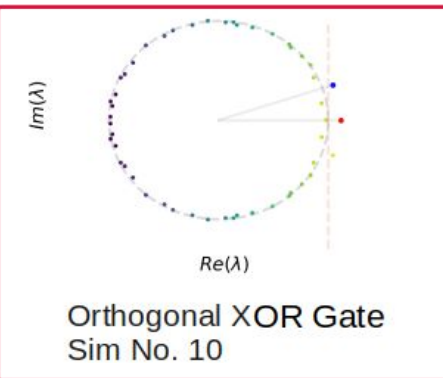 Im(λ)
Re(λ)
Orthogonal XOR Gate
Sim No. 10